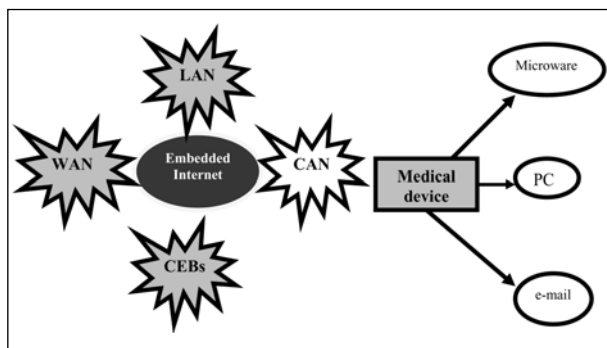 LAN
Microware
WAN
Embedded
Internet
CAN
Medical
device
PC
CEBs
e-mail